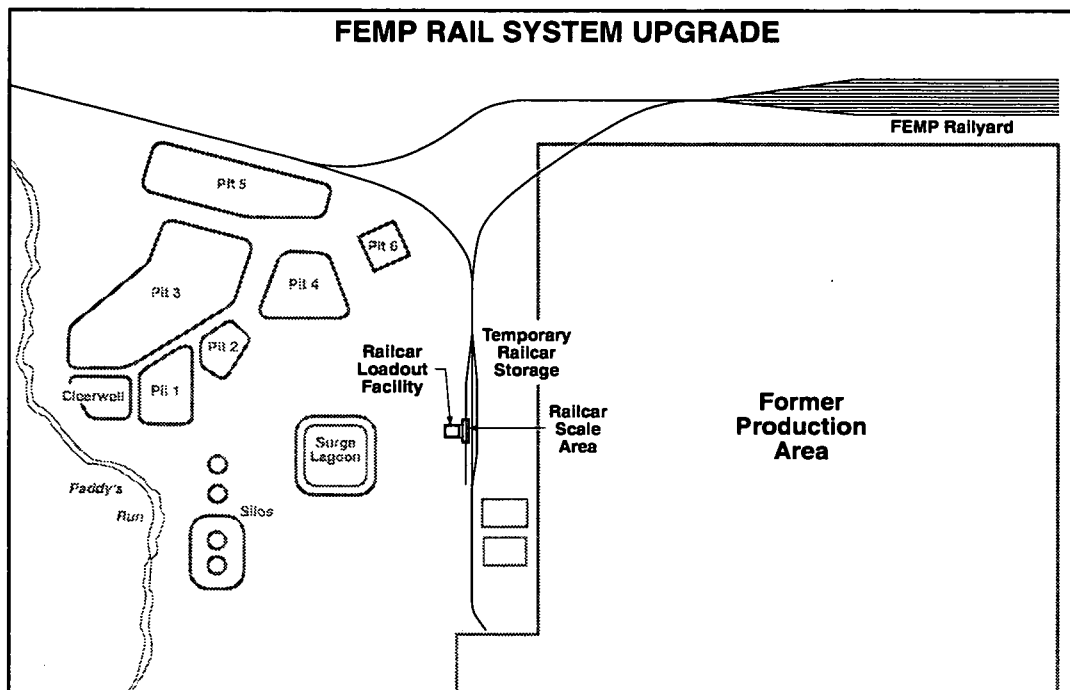 FEMP RAIL SYSTEM UPGRADE
FEMP Railyard
Pit 5
Pit 6
Pit 3
Pit 4
Pit 2
Temporary
Railcar
Storage
Railcar
Loadout
Facility
Clearwell
Pit 1
Railcar
Scale
Area
Former
Production
Area
Surge
Lagoon
Paddy's
Run
Silos